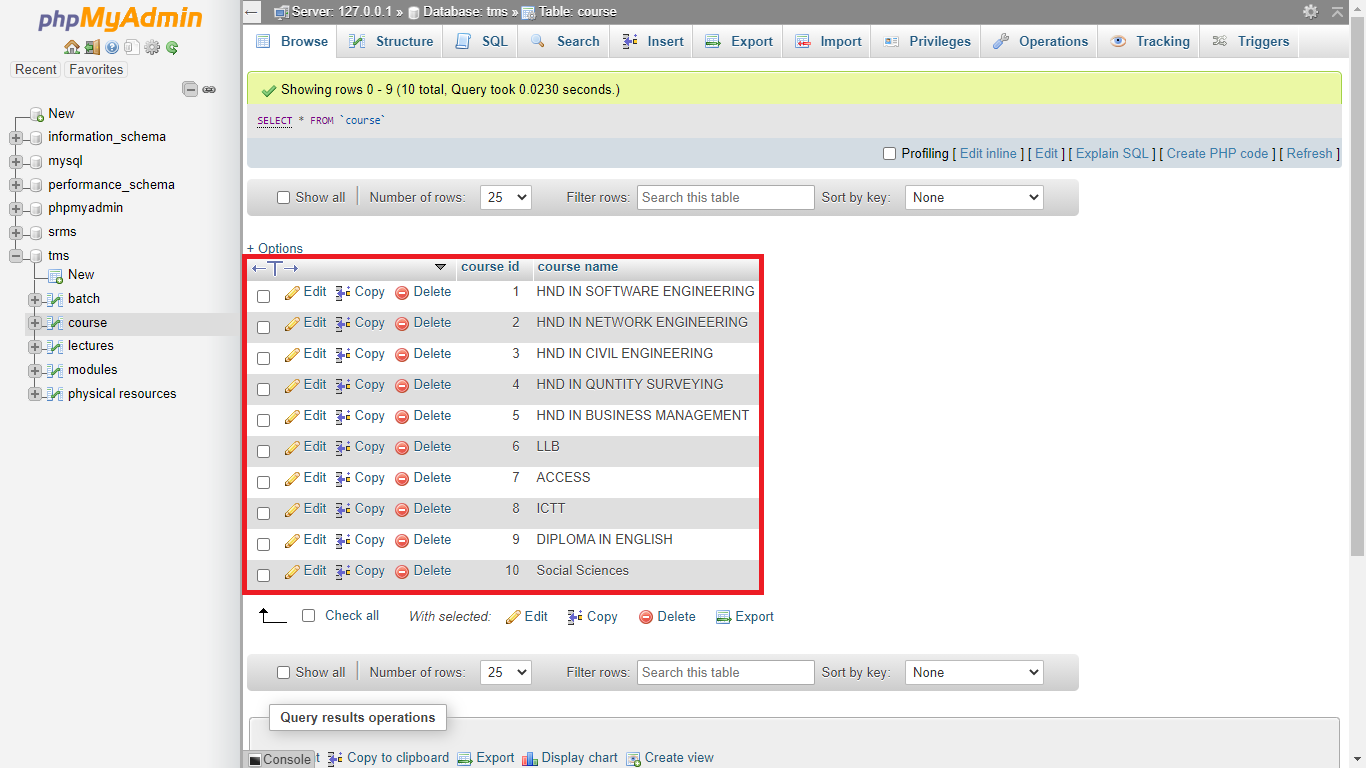 phpMyAdmin
Recent Favorites
New
information_schema
mysql
performance_schema
phpmyadmin
srms
tms
New
batch
course
lectures
modules
physical resources
Server: 127.0.0.1 » Database: tms » Table: course
Browse Structure SQL Search Insert Export Import Privileges Operations Tracking Triggers
Showing rows 0 - 9 (10 total, Query took 0.0230 seconds.)
SELECT * FROM `course`
Profiling [ Edit inline ] [ Edit ] [ Explain SQL ] [ Create PHP code ] [ Refresh ]
Show all Number of rows: 25 Filter rows: Search this table Sort by key: None
+ Options
course id course name
Edit Copy Delete 1 HND IN SOFTWARE ENGINEERING
Edit Copy Delete 2 HND IN NETWORK ENGINEERING
Edit Copy Delete 3 HND IN CIVIL ENGINEERING
Edit Copy Delete 4 HND IN QUNTITY SURVEYING
Edit Copy Delete 5 HND IN BUSINESS MANAGEMENT
Edit Copy Delete 6 LLB
Edit Copy Delete 7 ACCESS
Edit Copy Delete 8 ICTT
Edit Copy Delete 9 DIPLOMA IN ENGLISH
Edit Copy Delete 10 Social Sciences
Check all With selected: Edit Copy Delete Export
Show all Number of rows: 25 Filter rows: Search this table Sort by key: None
Query results operations
Console t Copy to clipboard Export Display chart Create view